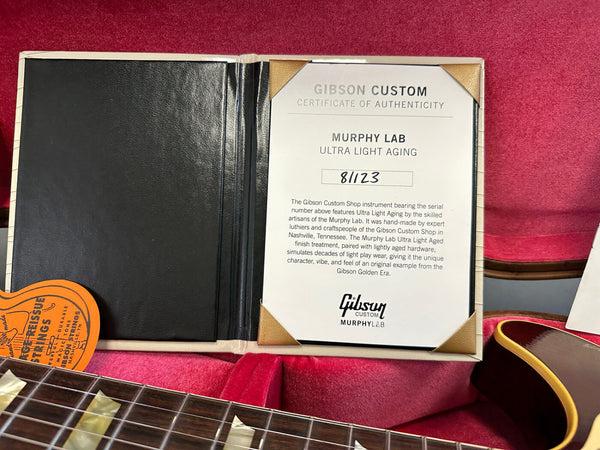 GIBSON CUSTOM
CERTIFICATE OF AUTHENTICITY
MURPHY LAB
ULTRA LIGHT AGING
81123
The Gibson Custom Shop instrument bearing the serial
number above features Ultra Light Aging by the skilled
artisans of the Murphy Lab. It was hand-made by expert
luthiers and craftspeople of the Gibson Custom Shop in
Nashville, Tennessee. The Murphy Lab Ultra Light Aged
finish treatment, paired with lightly aged hardware,
simulates decades of light play wear, giving it the unique
character, vibe, and feel of an original example from the
Gibson Golden Era.
Gibson
CUSTOM
MURPHYLAB
AGE REISSUE
STRINGS